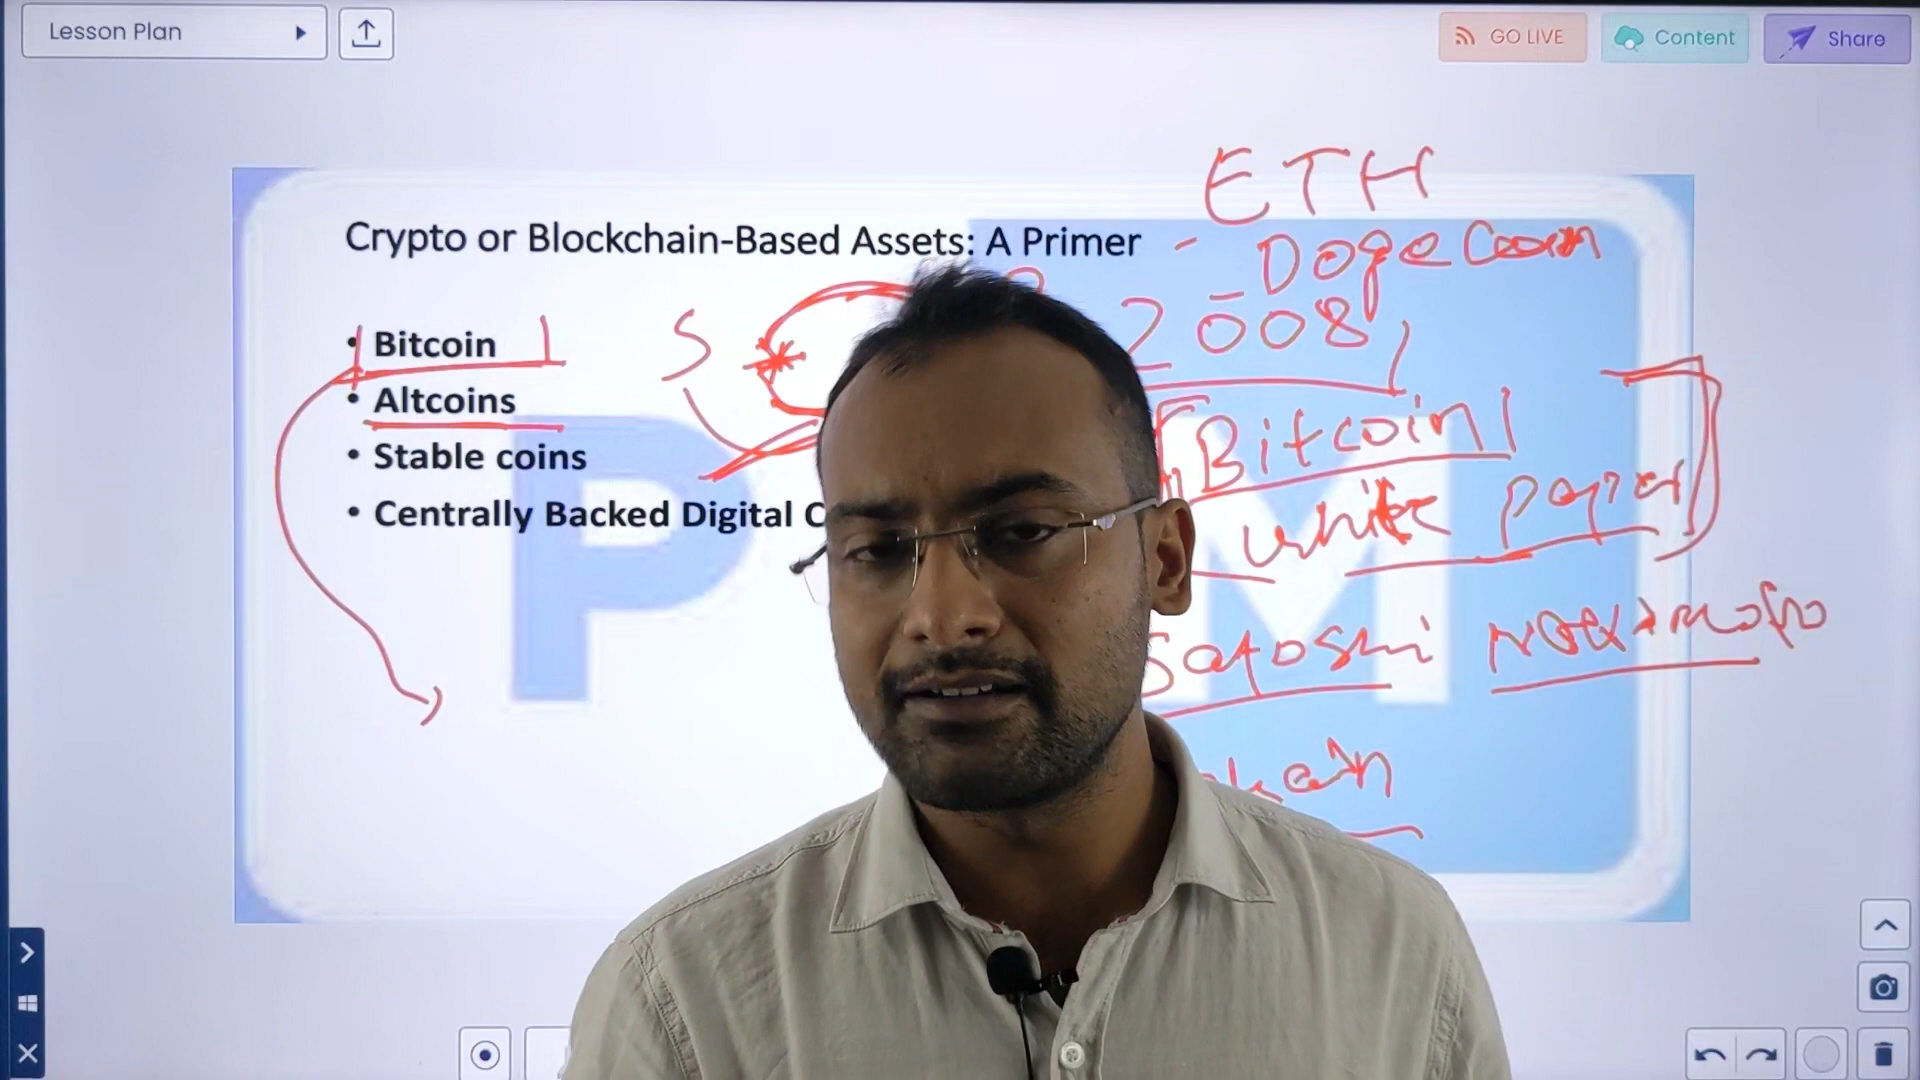 Lesson Plan
GO LIVE
Content
Share
ETH
Crypto or Blockchain-Based Assets: A Primer
- Doge Coin
2008
• Bitcoin
S
• Altcoins
Bitcoin
• Stable coins
white paper
• Centrally Backed Digital C
Satoshi
P M